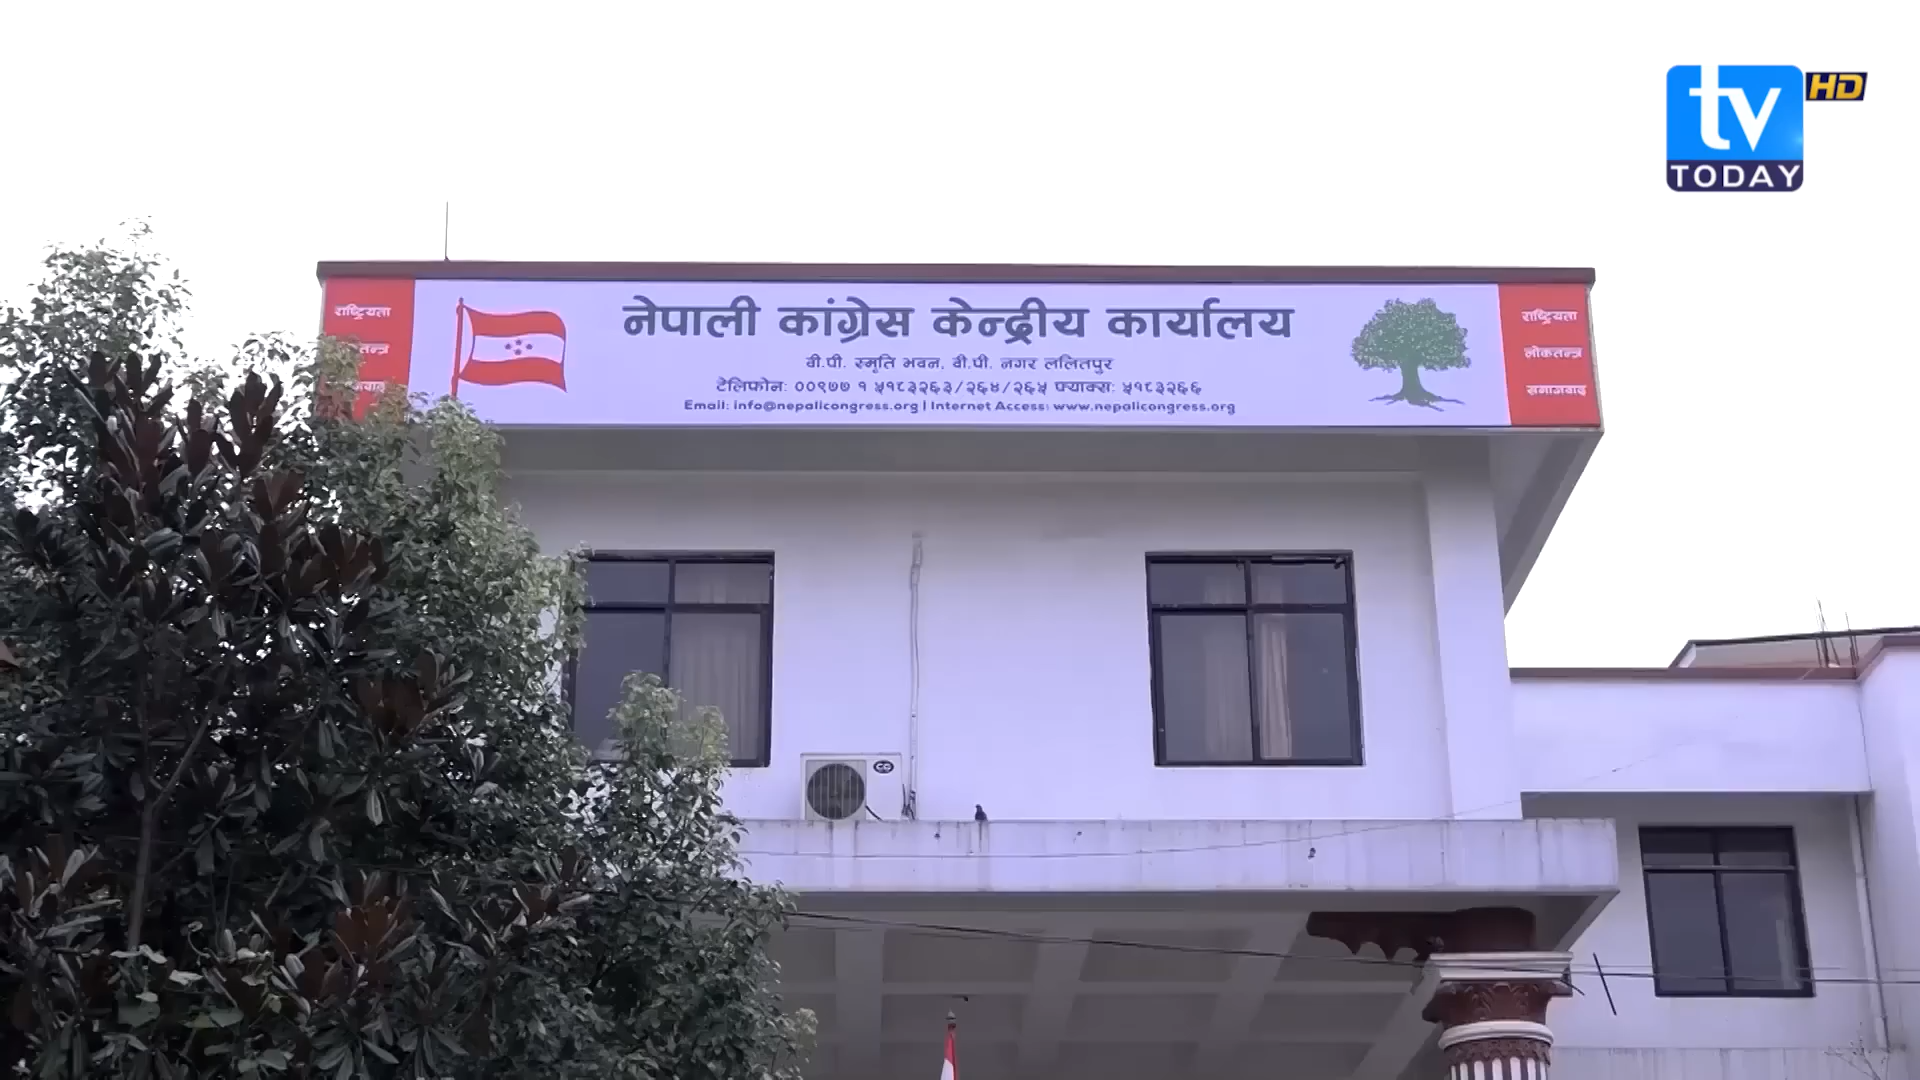 tv
HD
TODAY
राष्ट्रियता
नेपाली कांग्रेस केन्द्रीय कार्यालय
वी.पी. स्मृति भवन, वी.पी. नगर ललितपुर
टेलिफोन: ००९७७ १ ५१८३२६३/२६४/२६५ फ्याक्स: ५१८३२६६
Email: info@nepalicongress.org | Internet Access: www.nepalicongress.org
राष्ट्रियता
लोकतन्त्र
समाजवाद
CG